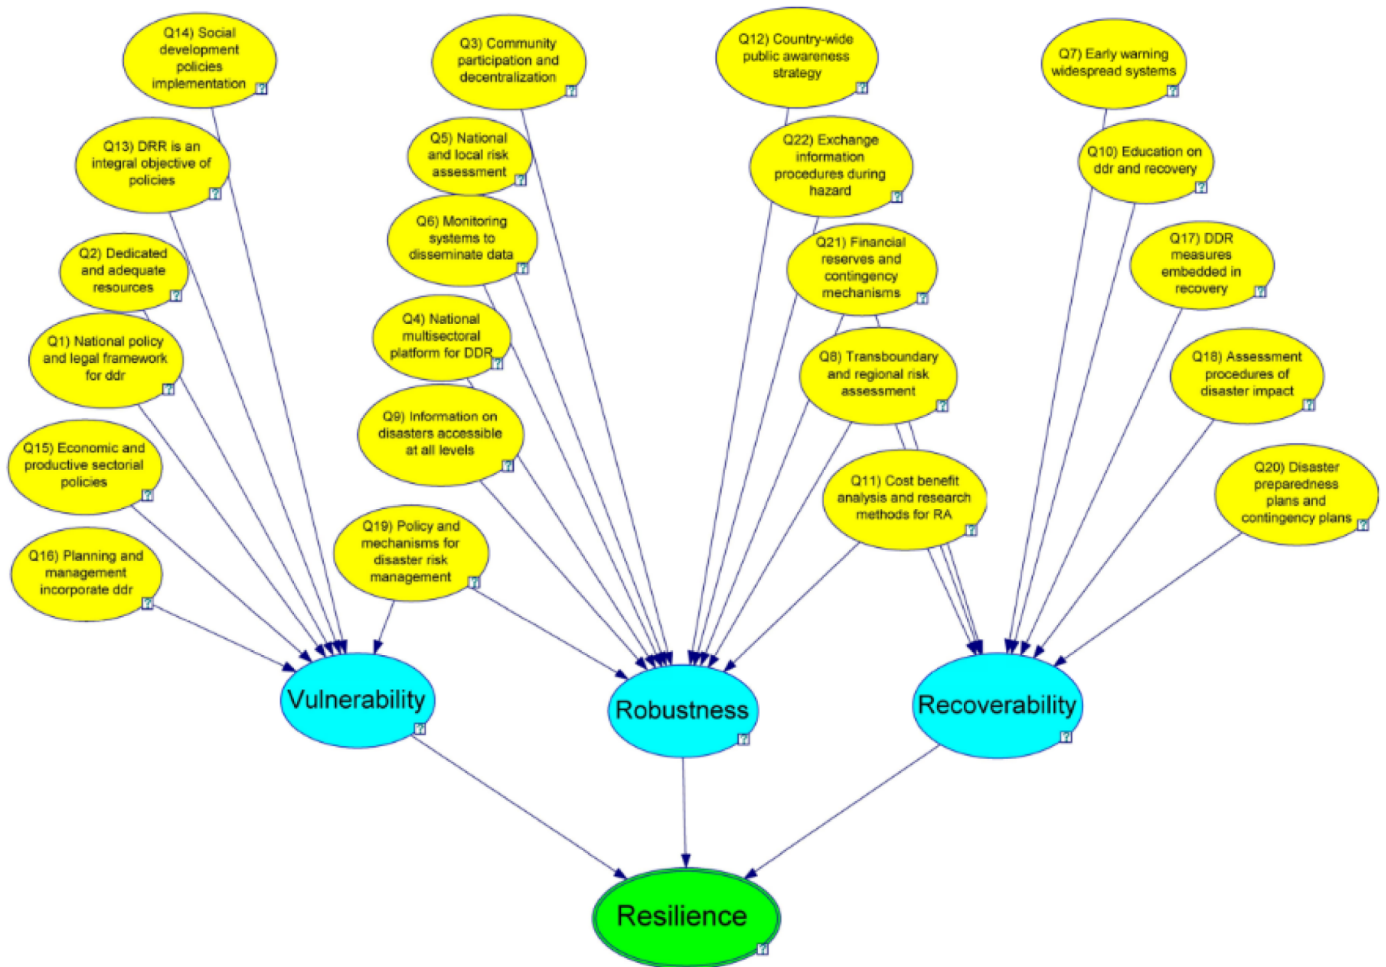 Q14) Social
development
policies
implementation
?
Q3) Community
participation and
decentralization
?
Q12) Country-wide
public awareness
strategy
?
Q7) Early warning
widespread systems
?
Q13) DRR is an
integral objective of
policies
?
Q5) National
and local risk
assessment
?
Q22) Exchange
information
procedures during
hazard
?
Q10) Education on
ddr and recovery
?
Q2) Dedicated
and adequate
resources
?
Q6) Monitoring
systems to
disseminate data
?
Q21) Financial
reserves and
contingency
mechanisms
?
Q17) DDR
measures
embedded in
recovery
?
Q1) National policy
and legal framework
for ddr
?
Q4) National
multisectoral
platform for DDR
?
Q8) Transboundary
and regional risk
assessment
?
Q18) Assessment
procedures of
disaster impact
?
Q15) Economic and
productive sectorial
policies
?
Q9) Information on
disasters accessible
at all levels
?
Q11) Cost benefit
analysis and research
methods for RA
?
Q20) Disaster
preparedness
plans and
contingency plans
?
Q16) Planning and
management
incorporate ddr
?
Q19) Policy and
mechanisms for
disaster risk
management
?
Vulnerability
?
Robustness
?
Recoverability
?
Resilience
?